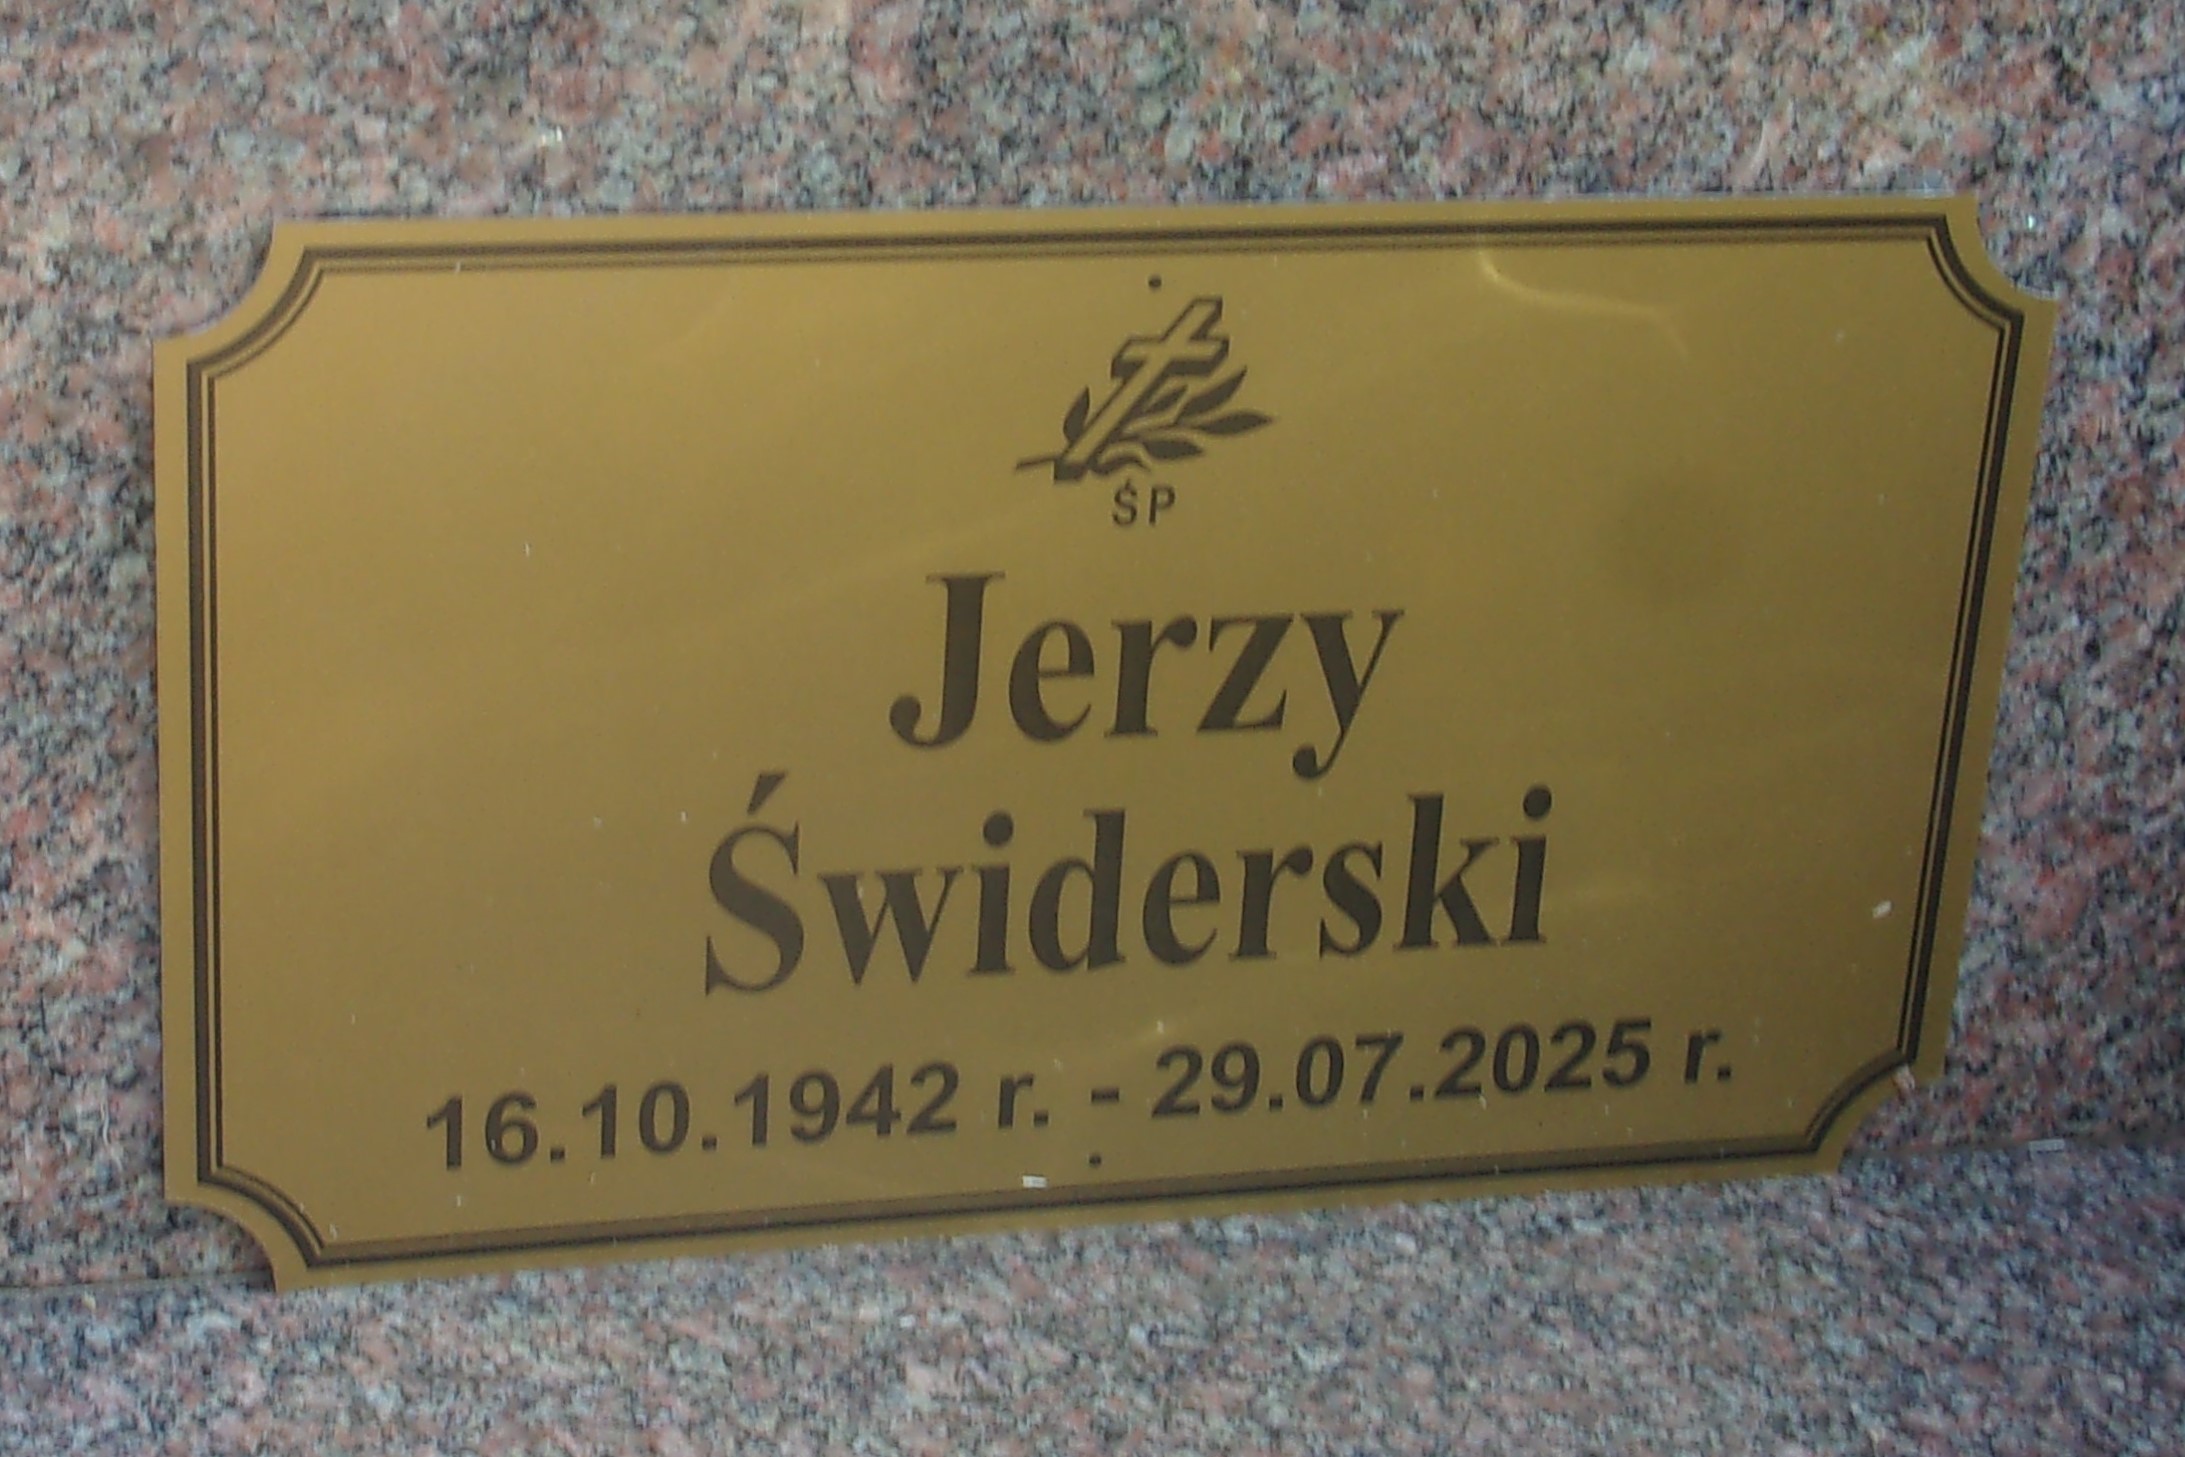 ŚP
Jerzy
Świderski
16.10.1942 r. - 29.07.2025 r.